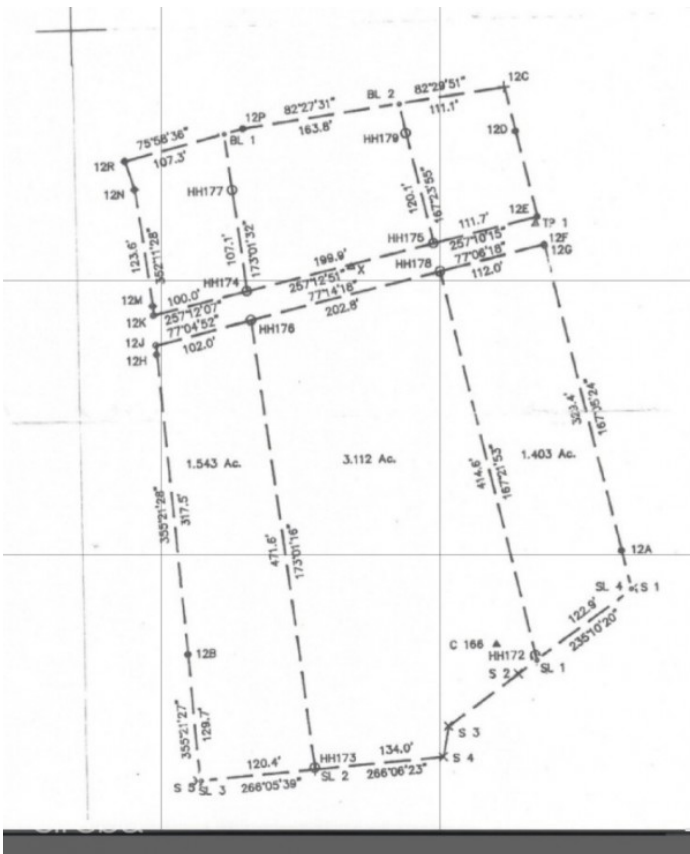 12C
82°29'51"
111.1'
BL 2
82°27'31"
163.8'
12P
75°58'36"
107.3'
BL 1
12R
12N
HH179
12D
HH177
120.1'
167°23'55"
12E
TP 1
111.7'
257°10'15"
12F
12G
HH175
77°06'18"
112.0'
HH178
123.6'
352°11'28"
107.1'
173°01'32"
199.9'
257°12'51"
X
77°14'16"
202.8'
HH174
100.0'
257°12'07"
12M
12K
77°04'52"
102.0'
12J
12H
HH176
323.4'
167°05'24"
1.543 Ac.
3.112 Ac.
1.403 Ac.
414.6'
167°21'53"
355°21'28"
317.5'
471.6'
173°01'16"
12A
SL 4
S 1
122.9'
235°10'20"
C 166
HH172
SL 1
S 2
12B
S 3
355°21'27"
129.7'
S 4
134.0'
266°06'23"
HH173
SL 2
120.4'
266°05'39"
S 5
SL 3